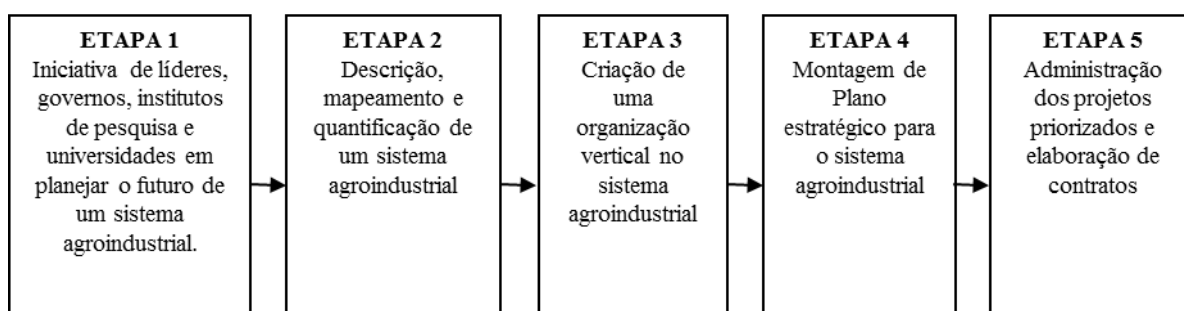 ETAPA 1
Iniciativa de líderes,
governos, institutos
de pesquisa e
universidades em
planejar o futuro de
um sistema
agroindustrial.
ETAPA 2
Descrição,
mapeamento e
quantificação de
um sistema
agroindustrial
ETAPA 3
Criação de
uma
organização
vertical no
sistema
agroindustrial
ETAPA 4
Montagem de
Plano
estratégico para
o sistema
agroindustrial
ETAPA 5
Administração
dos projetos
priorizados e
elaboração de
contratos